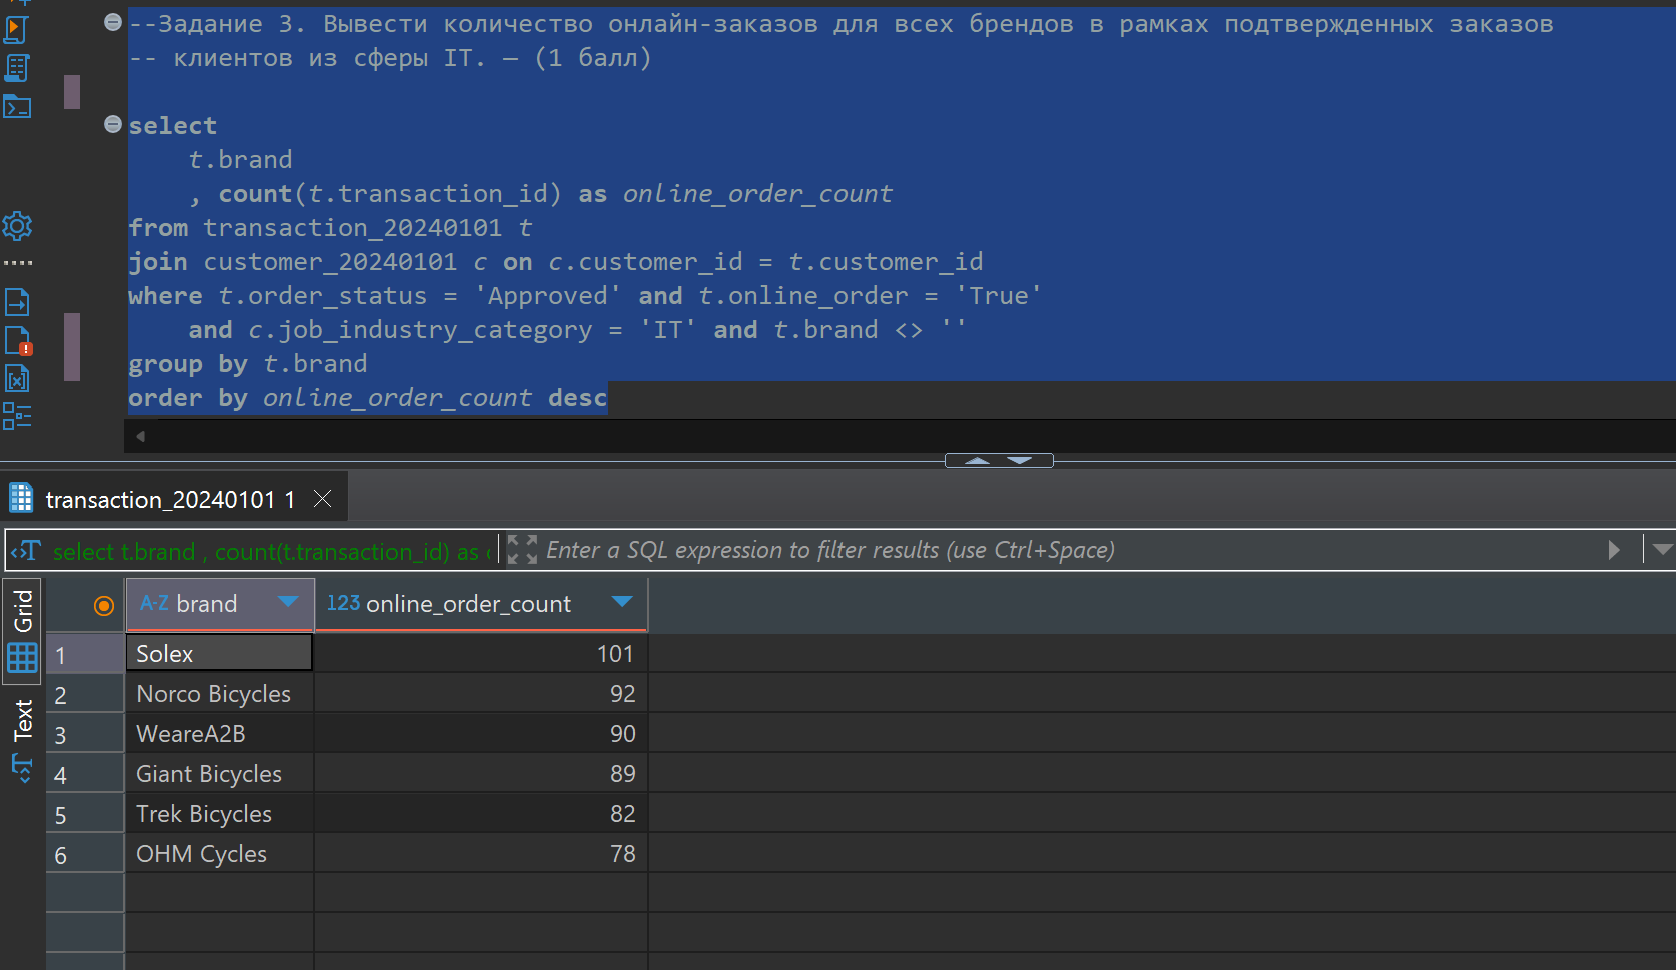 --Задание 3. Вывести количество онлайн-заказов для всех брендов в рамках подтвержденных заказов
-- клиентов из сферы IT. — (1 балл)
select
t.brand
, count(t.transaction_id) as online_order_count
from transaction_20240101 t
join customer_20240101 c on c.customer_id = t.customer_id
where t.order_status = 'Approved' and t.online_order = 'True'
and c.job_industry_category = 'IT' and t.brand <> ''
group by t.brand
order by online_order_count desc
transaction_20240101 1
select t.brand , count(t.transaction_id) as
Enter a SQL expression to filter results (use Ctrl+Space)
Grid
Text
A-Z brand 123 online_order_count
1 Solex 101
2 Norco Bicycles 92
3 WeareA2B 90
4 Giant Bicycles 89
5 Trek Bicycles 82
6 OHM Cycles 78